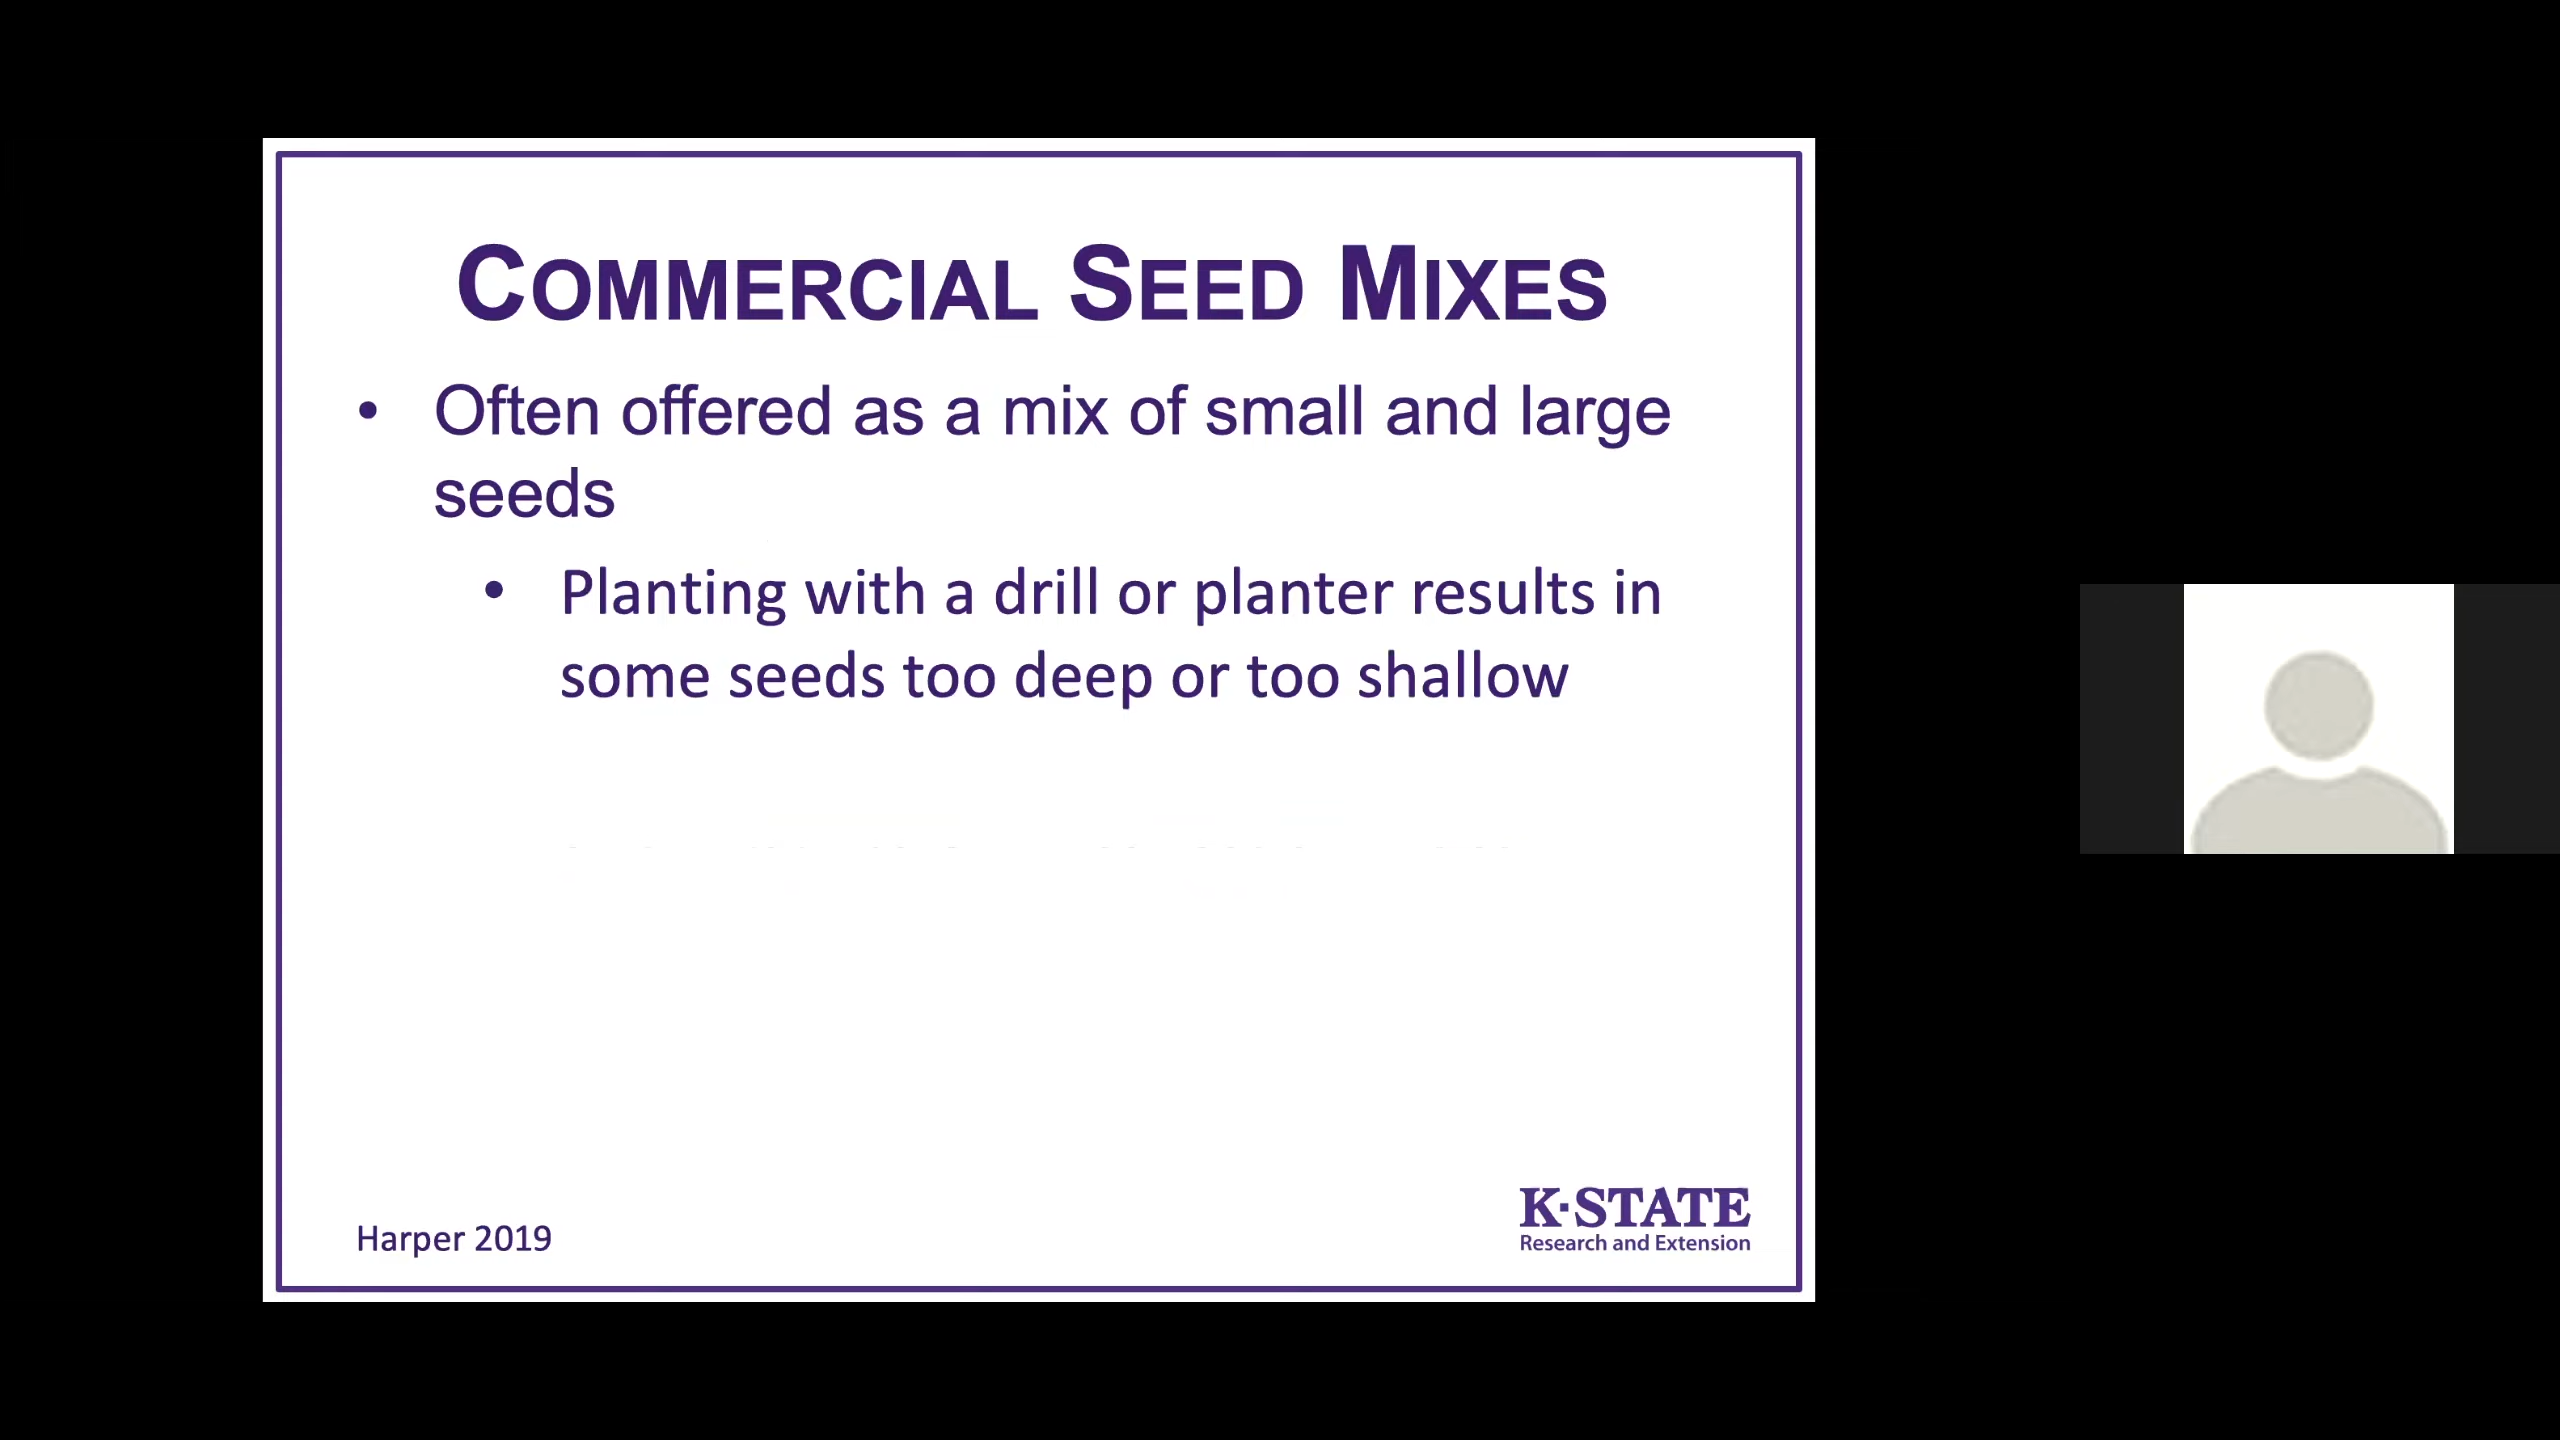 COMMERCIAL SEED MIXES
• Often offered as a mix of small and large
seeds
• Planting with a drill or planter results in
some seeds too deep or too shallow
Harper 2019
K·STATE
Research and Extension